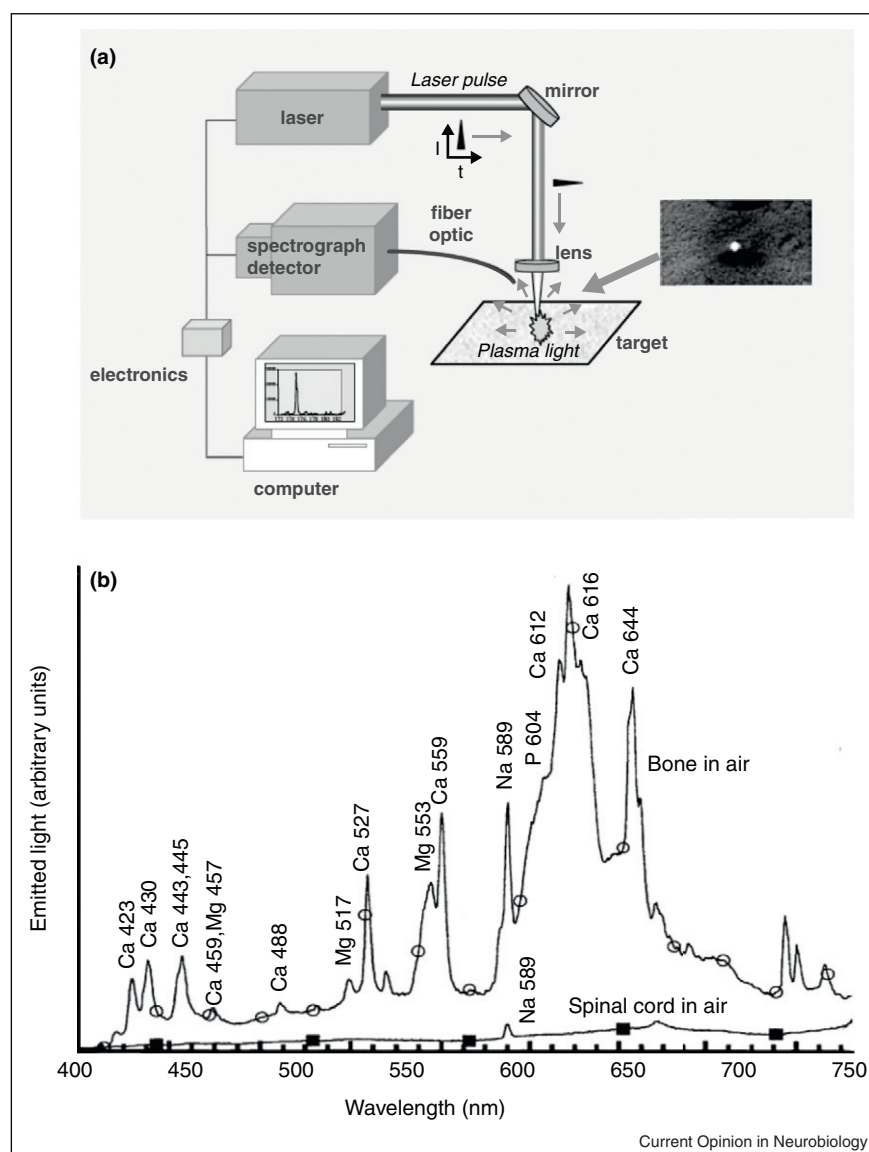 (a)
Laser pulse
mirror
laser
I
t
fiber
optic
lens
spectrograph
detector
Plasma light
target
electronics
computer
(b)
Emitted light (arbitrary units)
Ca 423
Ca 430
Ca 443,445
Ca 459,Mg 457
Ca 488
Mg 517
Ca 527
Mg 553
Ca 559
Na 589
P 604
Ca 612
Ca 616
Ca 644
Bone in air
Na 589
Spinal cord in air
400 450 500 550 600 650 700 750
Wavelength (nm)
Current Opinion in Neurobiology